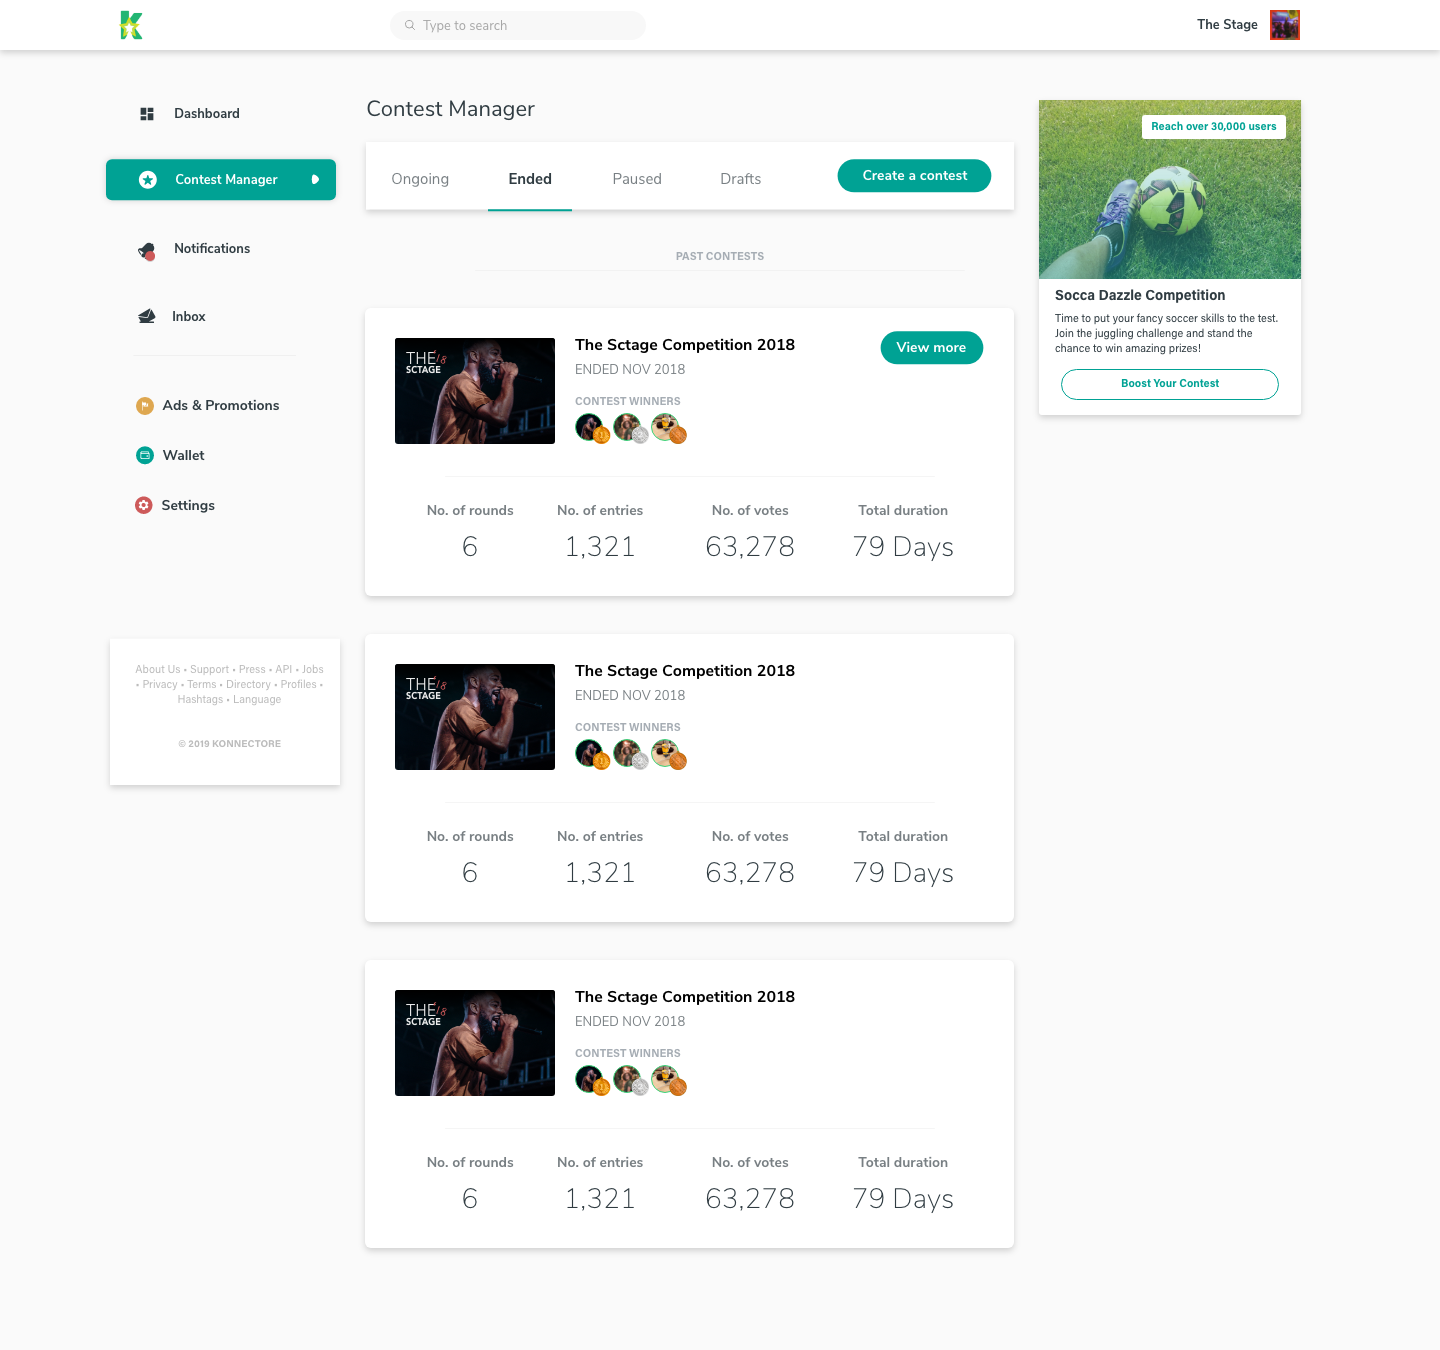 Type to search
The Stage
Dashboard
Contest Manager
Notifications
Inbox
Ads & Promotions
Wallet
Settings
About Us • Support • Press • API • Jobs
• Privacy • Terms • Directory • Profiles •
Hashtags • Language
© 2019 KONNECTORE
Contest Manager
Ongoing
Ended
Paused
Drafts
Create a contest
PAST CONTESTS
THE '18
SCTAGE
The Sctage Competition 2018
ENDED NOV 2018
CONTEST WINNERS
View more
No. of rounds
No. of entries
No. of votes
Total duration
6
1,321
63,278
79 Days
THE '18
SCTAGE
The Sctage Competition 2018
ENDED NOV 2018
CONTEST WINNERS
No. of rounds
No. of entries
No. of votes
Total duration
6
1,321
63,278
79 Days
THE '18
SCTAGE
The Sctage Competition 2018
ENDED NOV 2018
CONTEST WINNERS
No. of rounds
No. of entries
No. of votes
Total duration
6
1,321
63,278
79 Days
Reach over 30,000 users
Socca Dazzle Competition
Time to put your fancy soccer skills to the test.
Join the juggling challenge and stand the
chance to win amazing prizes!
Boost Your Contest